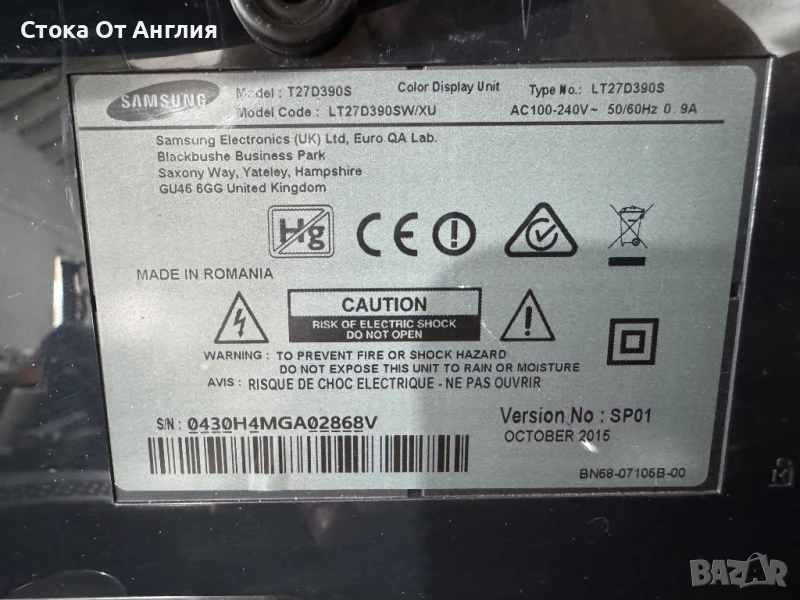 Стока От Англия
SAMSUNG
Model : T27D390S
Color Display Unit
Type No.: LT27D390S
Model Code : LT27D390SW/XU
AC100-240V~ 50/60Hz 0.9A
Samsung Electronics (UK) Ltd, Euro QA Lab.
Blackbushe Business Park
Saxony Way, Yateley, Hampshire
GU46 6GG United Kingdom
Hg
CE
MADE IN ROMANIA
CAUTION
RISK OF ELECTRIC SHOCK
DO NOT OPEN
WARNING : TO PREVENT FIRE OR SHOCK HAZARD
DO NOT EXPOSE THIS UNIT TO RAIN OR MOISTURE
AVIS : RISQUE DE CHOC ELECTRIQUE - NE PAS OUVRIR
S/N : 0430H4MGA02868V
Version No : SP01
OCTOBER 2015
BN68-07106B-00
BAZAR